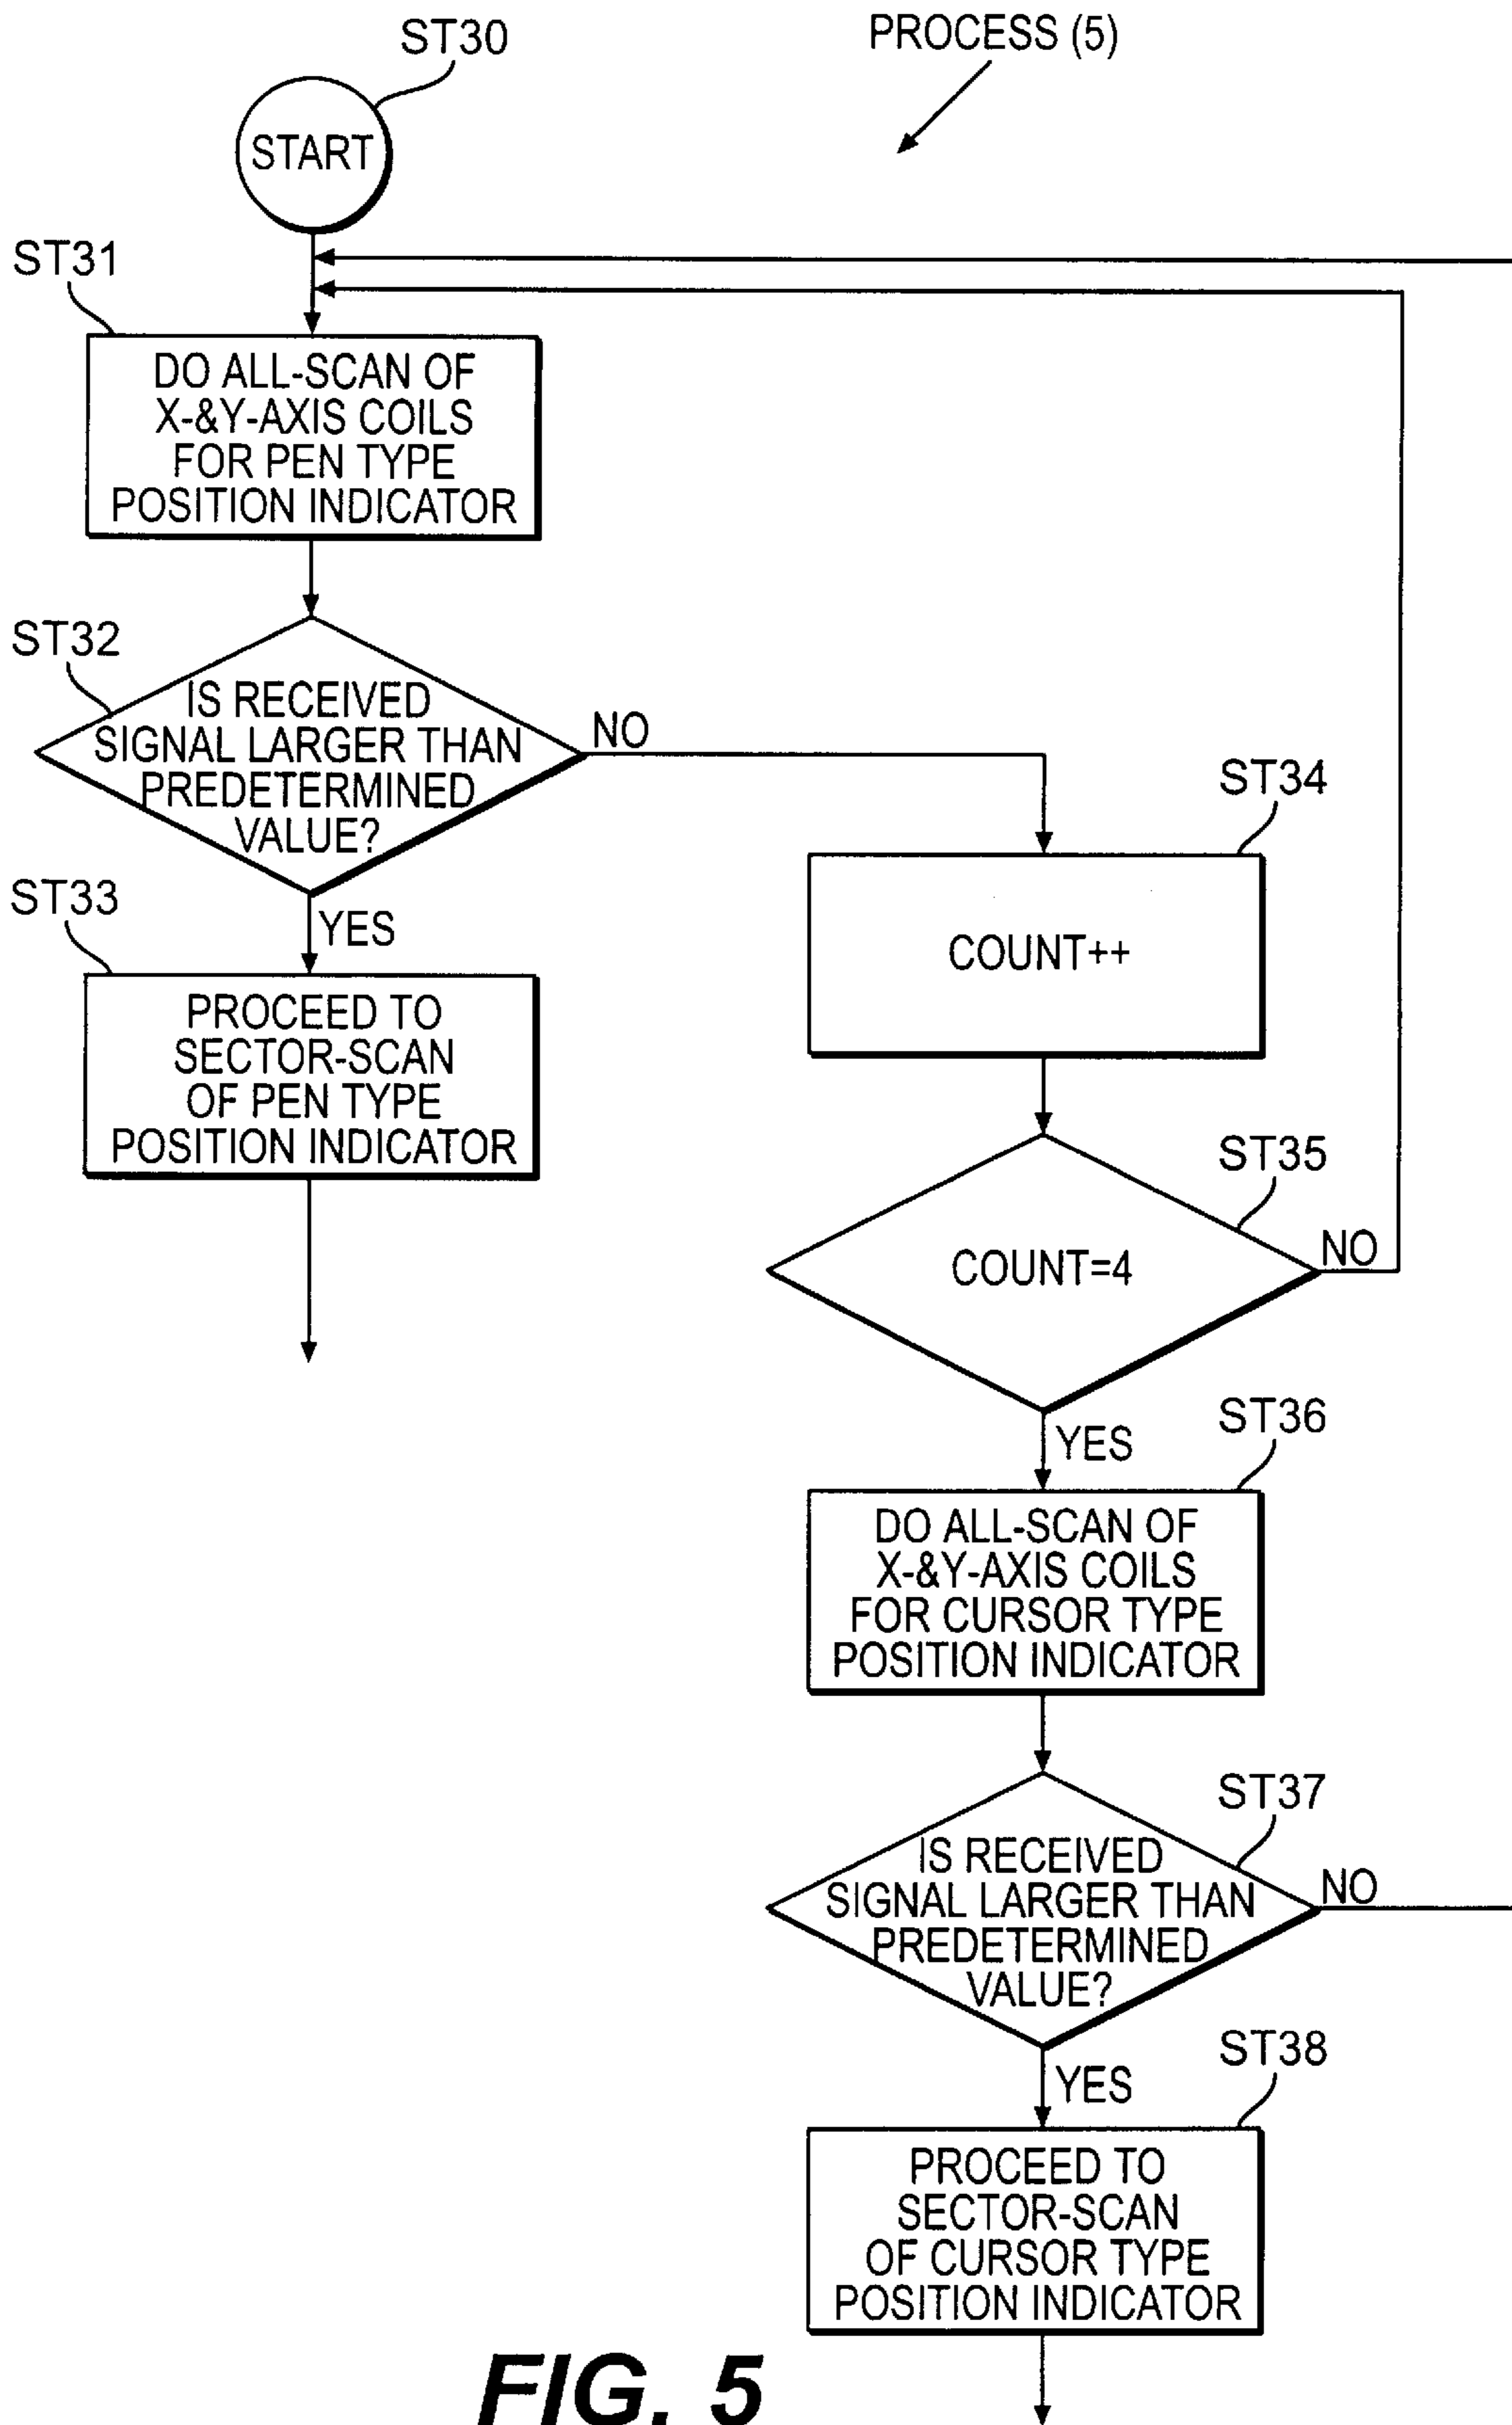 ST30
PROCESS (5)
START
ST31
DO ALL-SCAN OF
X-&Y-AXIS COILS
FOR PEN TYPE
POSITION INDICATOR
ST32
IS RECEIVED
SIGNAL LARGER THAN
PREDETERMINED
VALUE?
NO
YES
ST33
PROCEED TO
SECTOR-SCAN
OF PEN TYPE
POSITION INDICATOR
ST34
COUNT++
ST35
COUNT=4
NO
YES
ST36
DO ALL-SCAN OF
X-&Y-AXIS COILS
FOR CURSOR TYPE
POSITION INDICATOR
ST37
IS RECEIVED
SIGNAL LARGER THAN
PREDETERMINED
VALUE?
NO
YES
ST38
PROCEED TO
SECTOR-SCAN
OF CURSOR TYPE
POSITION INDICATOR
FIG. 5